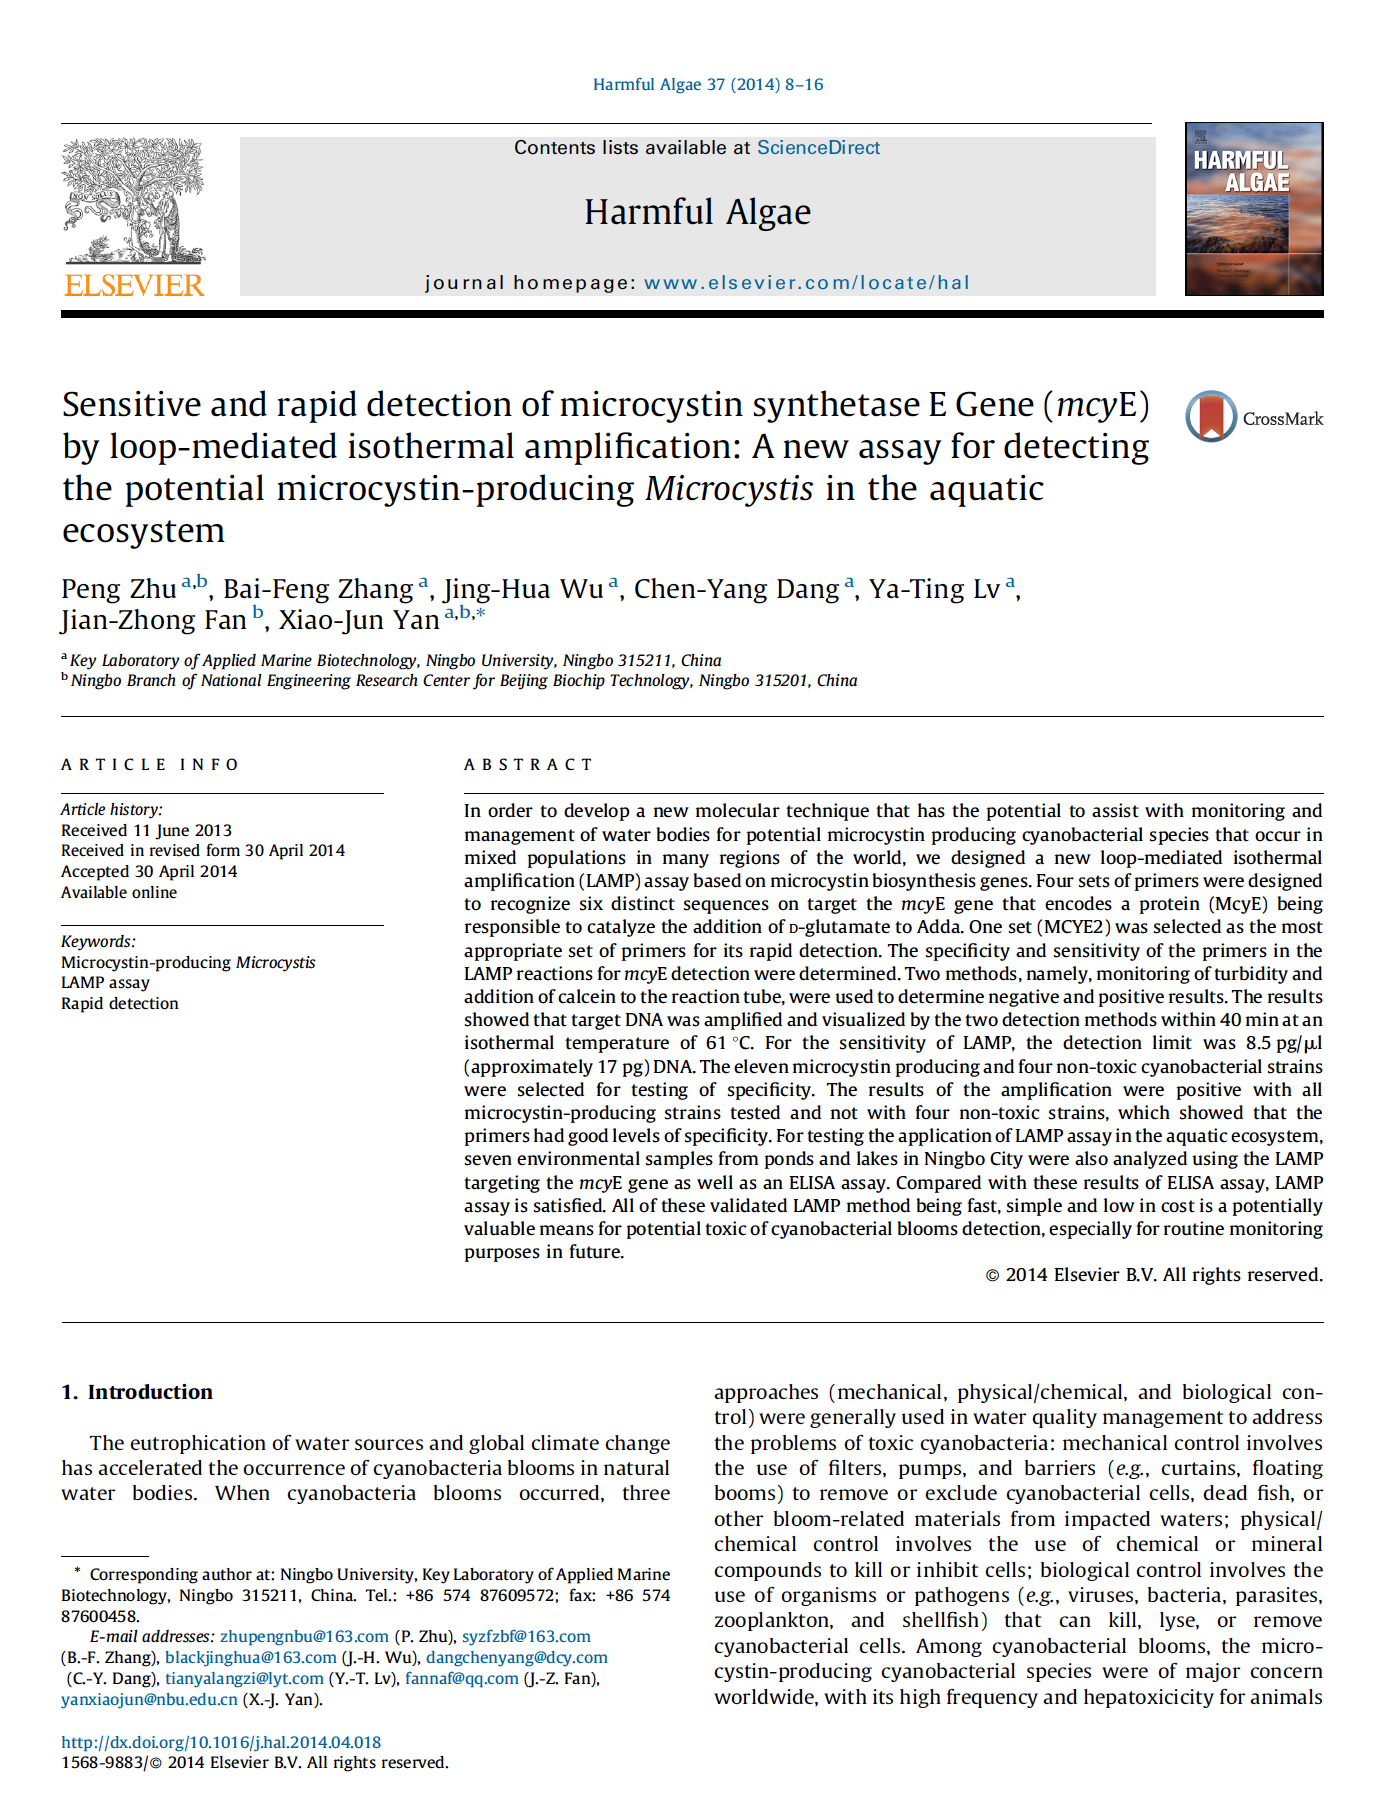 Harmful Algae 37 (2014) 8–16
ELSEVIER
Contents lists available at ScienceDirect
Harmful Algae
journal homepage: www.elsevier.com/locate/hal
HARMFUL
ALGAE
Sensitive and rapid detection of microcystin synthetase E Gene (mcyE)
by loop-mediated isothermal amplification: A new assay for detecting
the potential microcystin-producing Microcystis in the aquatic
ecosystem
CrossMark
Peng Zhu a,b, Bai-Feng Zhang a, Jing-Hua Wu a, Chen-Yang Dang a, Ya-Ting Lv a,
Jian-Zhong Fan b, Xiao-Jun Yan a,b,*
a Key Laboratory of Applied Marine Biotechnology, Ningbo University, Ningbo 315211, China
b Ningbo Branch of National Engineering Research Center for Beijing Biochip Technology, Ningbo 315201, China
ARTICLE INFO
Article history:
Received 11 June 2013
Received in revised form 30 April 2014
Accepted 30 April 2014
Available online
Keywords:
Microcystin-producing Microcystis
LAMP assay
Rapid detection
ABSTRACT
In order to develop a new molecular technique that has the potential to assist with monitoring and
management of water bodies for potential microcystin producing cyanobacterial species that occur in
mixed populations in many regions of the world, we designed a new loop-mediated isothermal
amplification (LAMP) assay based on microcystin biosynthesis genes. Four sets of primers were designed
to recognize six distinct sequences on target the mcyE gene that encodes a protein (McyE) being
responsible to catalyze the addition of D-glutamate to Adda. One set (MCYE2) was selected as the most
appropriate set of primers for its rapid detection. The specificity and sensitivity of the primers in the
LAMP reactions for mcyE detection were determined. Two methods, namely, monitoring of turbidity and
addition of calcein to the reaction tube, were used to determine negative and positive results. The results
showed that target DNA was amplified and visualized by the two detection methods within 40 min at an
isothermal temperature of 61 °C. For the sensitivity of LAMP, the detection limit was 8.5 pg/μl
(approximately 17 pg) DNA. The eleven microcystin producing and four non-toxic cyanobacterial strains
were selected for testing of specificity. The results of the amplification were positive with all
microcystin-producing strains tested and not with four non-toxic strains, which showed that the
primers had good levels of specificity. For testing the application of LAMP assay in the aquatic ecosystem,
seven environmental samples from ponds and lakes in Ningbo City were also analyzed using the LAMP
targeting the mcyE gene as well as an ELISA assay. Compared with these results of ELISA assay, LAMP
assay is satisfied. All of these validated LAMP method being fast, simple and low in cost is a potentially
valuable means for potential toxic of cyanobacterial blooms detection, especially for routine monitoring
purposes in future.
© 2014 Elsevier B.V. All rights reserved.
1. Introduction
The eutrophication of water sources and global climate change
has accelerated the occurrence of cyanobacteria blooms in natural
water bodies. When cyanobacteria blooms occurred, three
* Corresponding author at: Ningbo University, Key Laboratory of Applied Marine
Biotechnology, Ningbo 315211, China. Tel.: +86 574 87609572; fax: +86 574
87600458.
E-mail addresses: zhupengnbu@163.com (P. Zhu), syzfzbf@163.com
(B.-F. Zhang), blackjinghua@163.com (J.-H. Wu), dangchenyang@dcy.com
(C.-Y. Dang), tianyalangzi@lyt.com (Y.-T. Lv), fannaf@qq.com (J.-Z. Fan),
yanxiaojun@nbu.edu.cn (X.-J. Yan).
approaches (mechanical, physical/chemical, and biological con-
trol) were generally used in water quality management to address
the problems of toxic cyanobacteria: mechanical control involves
the use of filters, pumps, and barriers (e.g., curtains, floating
booms) to remove or exclude cyanobacterial cells, dead fish, or
other bloom-related materials from impacted waters; physical/
chemical control involves the use of chemical or mineral
compounds to kill or inhibit cells; biological control involves the
use of organisms or pathogens (e.g., viruses, bacteria, parasites,
zooplankton, and shellfish) that can kill, lyse, or remove
cyanobacterial cells. Among cyanobacterial blooms, the micro-
cystin-producing cyanobacterial species were of major concern
worldwide, with its high frequency and hepatoxicicity for animals
http://dx.doi.org/10.1016/j.hal.2014.04.018
1568-9883/© 2014 Elsevier B.V. All rights reserved.